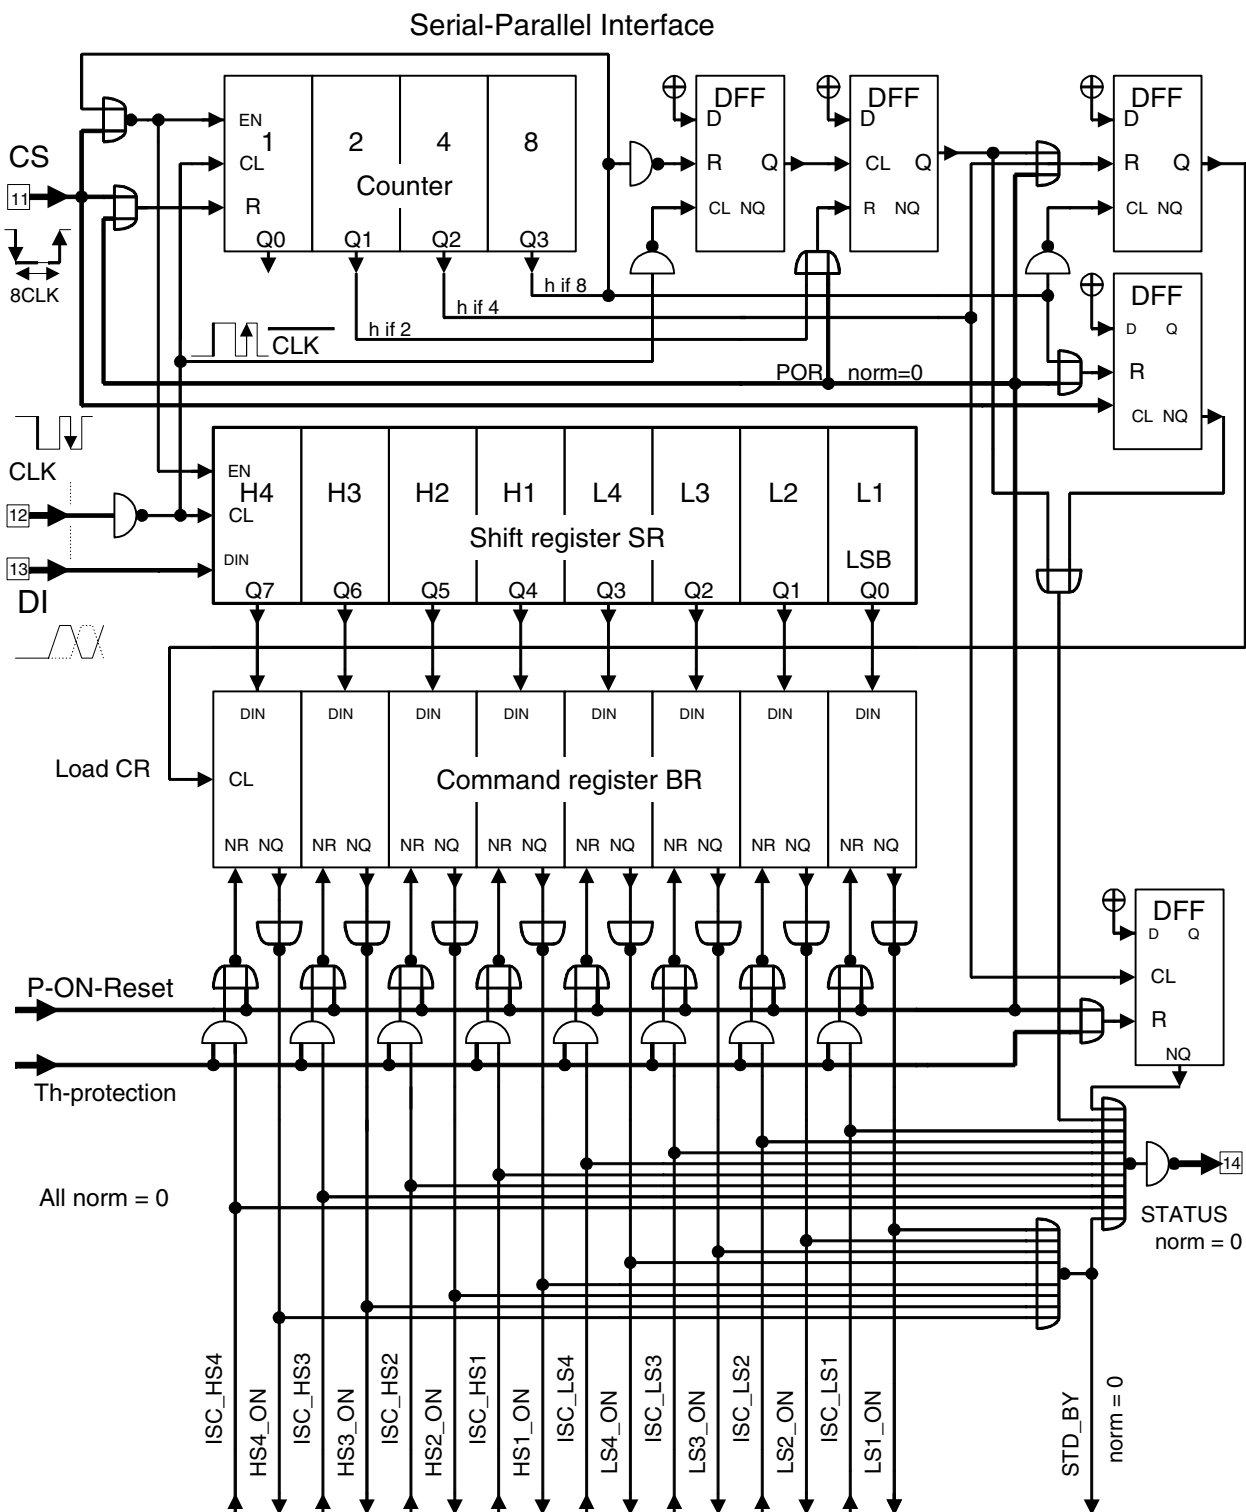 Serial-Parallel Interface
DFF DFF DFF
EN 1 2 4 8 D D D
CS CL R Q CL Q R Q
11 Counter
R CL NQ R NQ CL NQ
Q0 Q1 Q2 Q3
8CLK h if 8 DFF
h if 4
h if 2 D Q
CLK
POR norm=0 R
CL NQ
CLK
EN
H4 H3 H2 H1 L4 L3 L2 L1
12 CL
Shift register SR
DIN LSB
13
DI Q7 Q6 Q5 Q4 Q3 Q2 Q1 Q0
DIN DIN DIN DIN DIN DIN DIN DIN
Load CR CL Command register BR
NR NQ NR NQ NR NQ NR NQ NR NQ NR NQ NR NQ NR NQ
DFF
D Q
P-ON-Reset CL
R
NQ
Th-protection
14
All norm = 0 STATUS
norm = 0
ISC_HS4
HS4_ON
ISC_HS3
HS3_ON
ISC_HS2
HS2_ON
ISC_HS1
HS1_ON
ISC_LS4
LS4_ON
ISC_LS3
LS3_ON
ISC_LS2
LS2_ON
ISC_LS1
LS1_ON
STD_BY
norm = 0